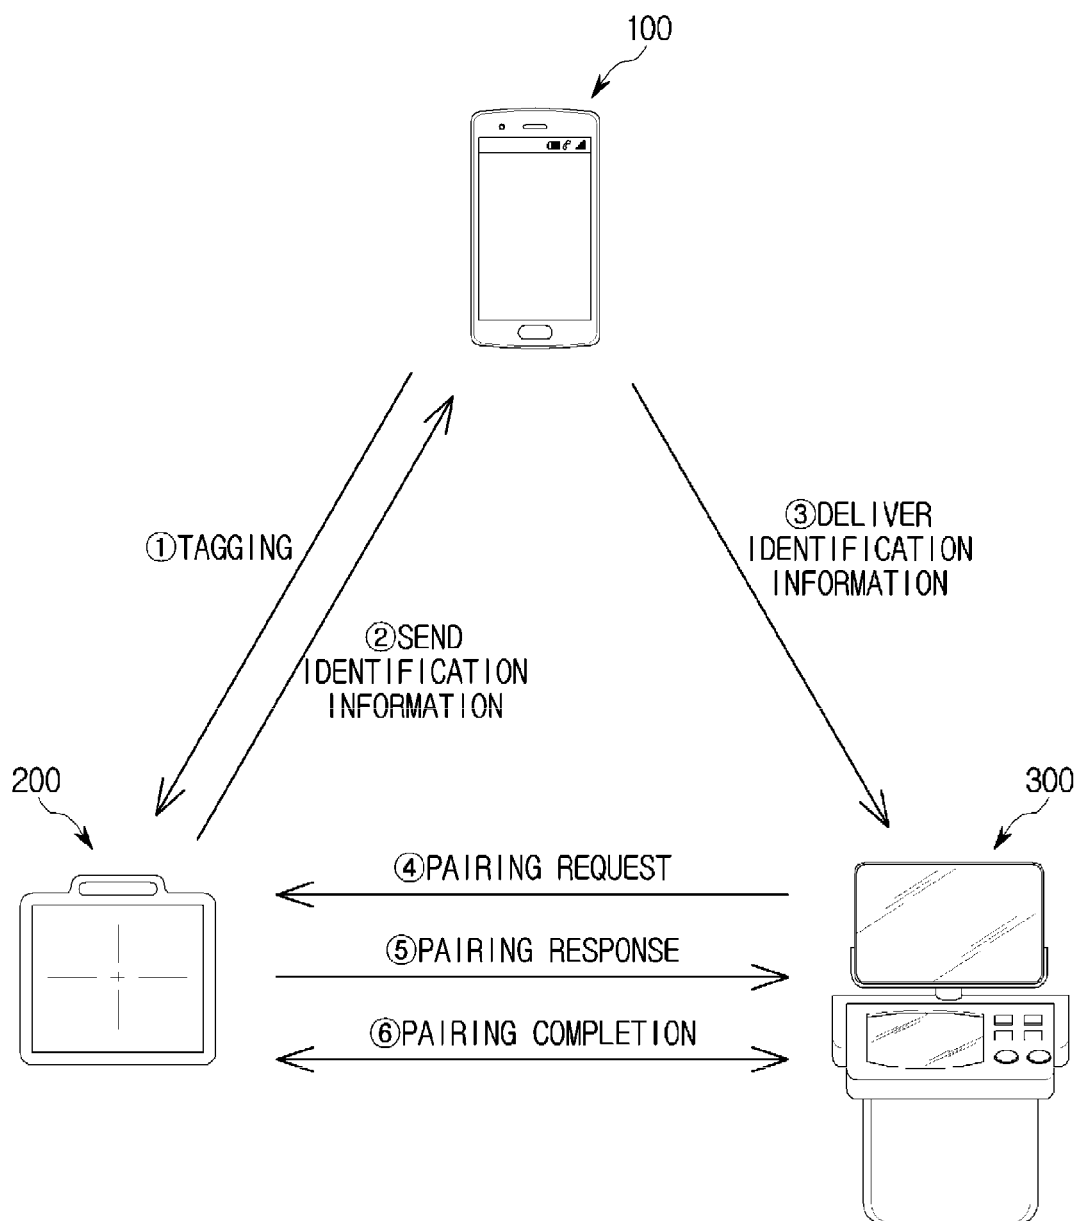 100
①TAGGING
③DELIVER
IDENTIFICATION
INFORMATION
②SEND
IDENTIFICATION
INFORMATION
200
300
④PAIRING REQUEST
⑤PAIRING RESPONSE
⑥PAIRING COMPLETION